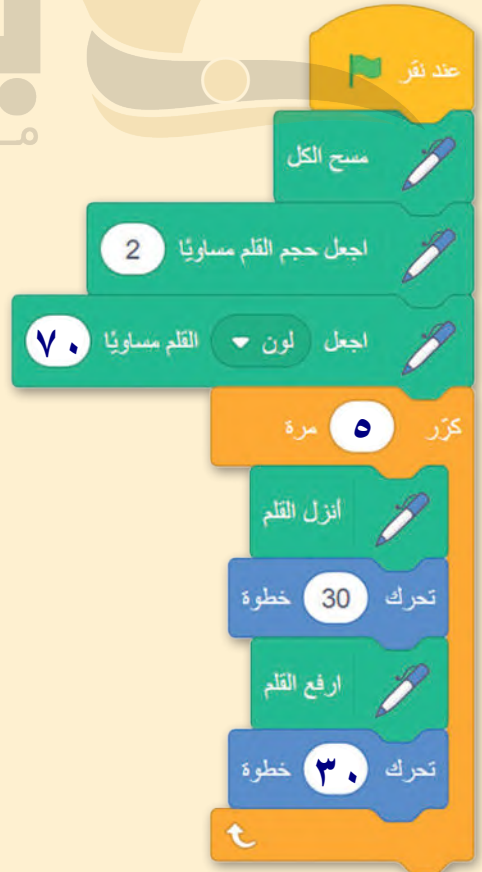 عند نقر
مسح الكل
اجعل حجم القلم مساويًا 2
اجعل لون القلم مساويًا ٧٠
كرّر ٥ مرة
أنزل القلم
تحرك 30 خطوة
ارفع القلم
تحرك ٣٠ خطوة